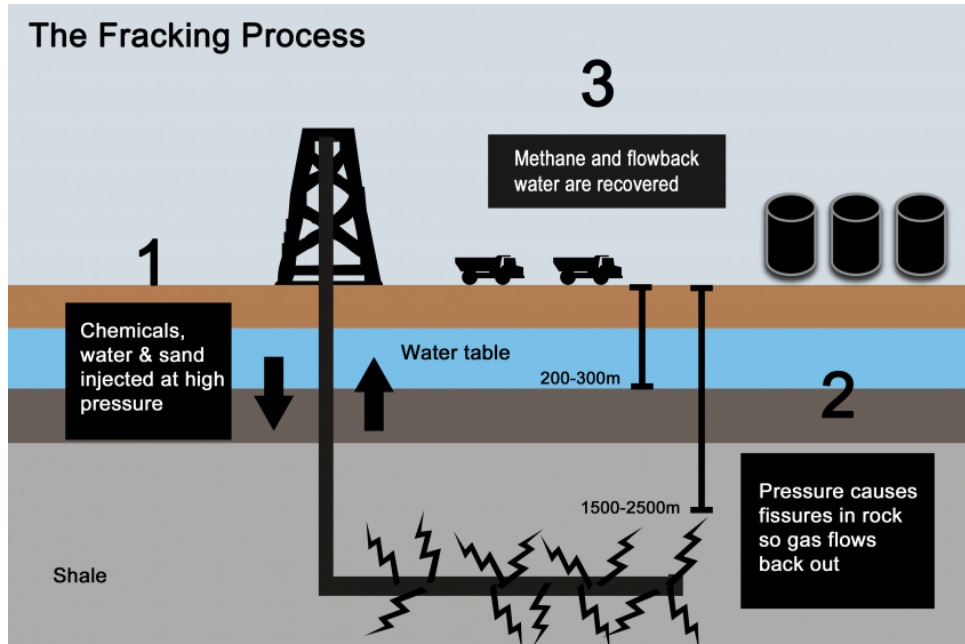 The Fracking Process
3
Methane and flowback
water are recovered
1
Chemicals,
water & sand
injected at high
pressure
Water table
200-300m
2
Pressure causes
fissures in rock
so gas flows
back out
1500-2500m
Shale